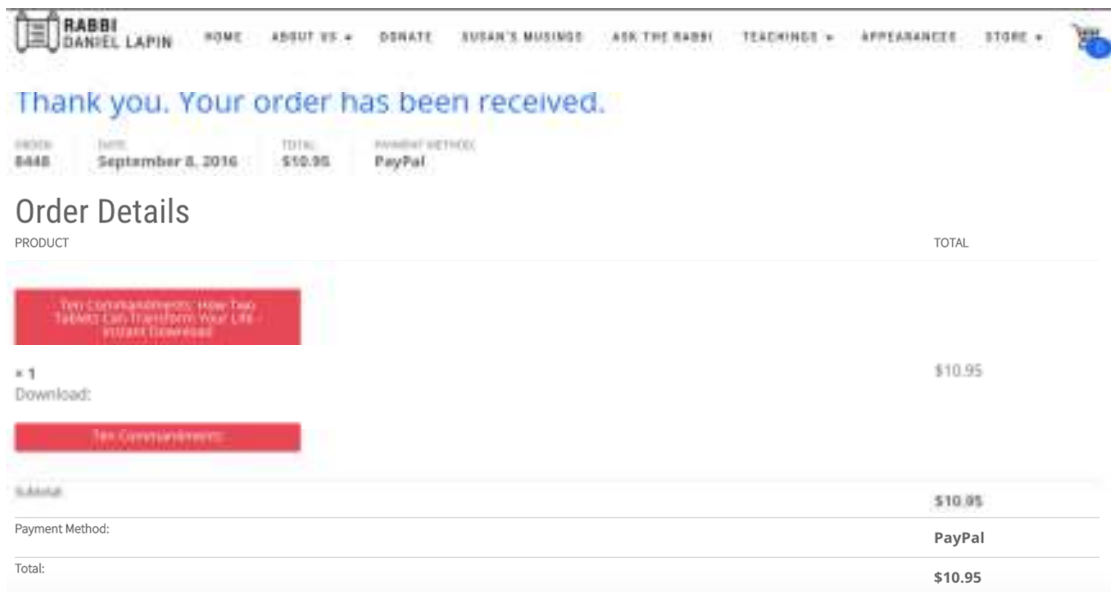 RABBI
DANIEL LAPIN
HOME ABOUT US DONATE SUSAN'S MUSINGS ASK THE RABBI TEACHINGS APPEARANCES STORE
Thank you. Your order has been received.
ORDER: DATE: TOTAL: PAYMENT METHOD:
8448 September 8, 2016 $10.95 PayPal
Order Details
PRODUCT TOTAL
Ten Commandments: How Two
Tablets Can Transform Your Life -
Instant Download
× 1 $10.95
Download:
Ten Commandments
Subtotal:
$10.95
Payment Method:
PayPal
Total:
$10.95